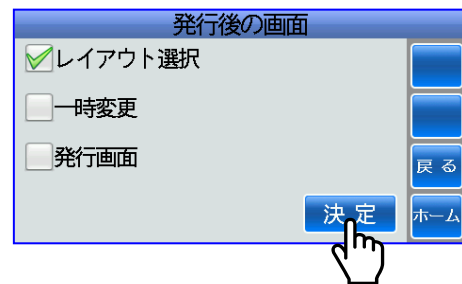 発行後の画面
レイアウト選択
一時変更
発行画面
戻る
決定
ホーム